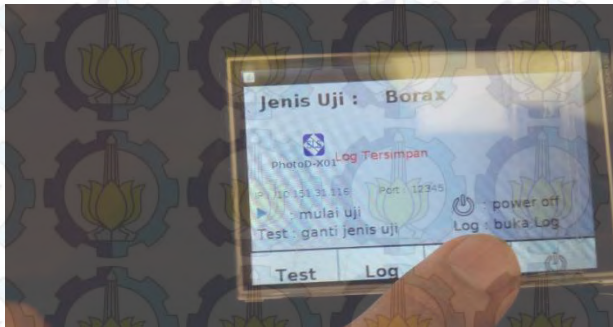 Jenis Uji : Borax
PhotoD-X01
Log Tersimpan
IP : /10.151.31.116 Port : 12345
: mulai uji
: power off
Test : ganti jenis uji
Log : buka Log
Test
Log